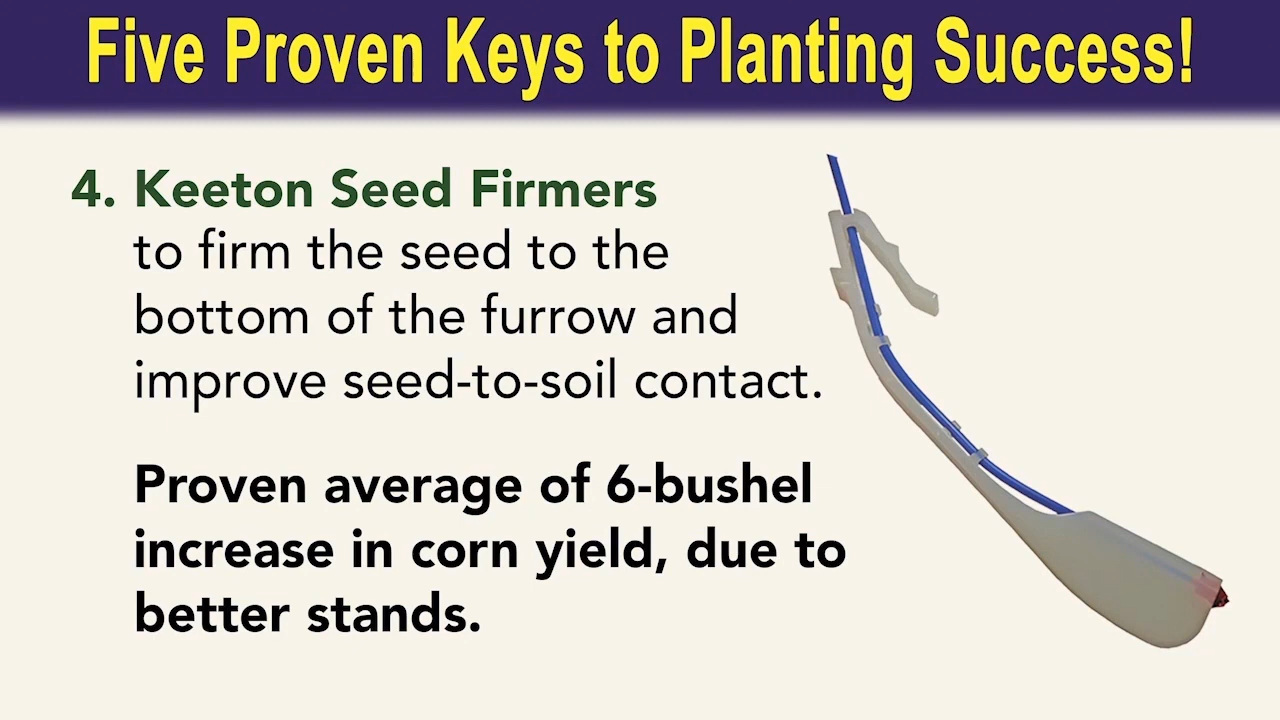 Five Proven Keys to Planting Success!
4. Keeton Seed Firmers
to firm the seed to the
bottom of the furrow and
improve seed-to-soil contact.
Proven average of 6-bushel
increase in corn yield, due to
better stands.